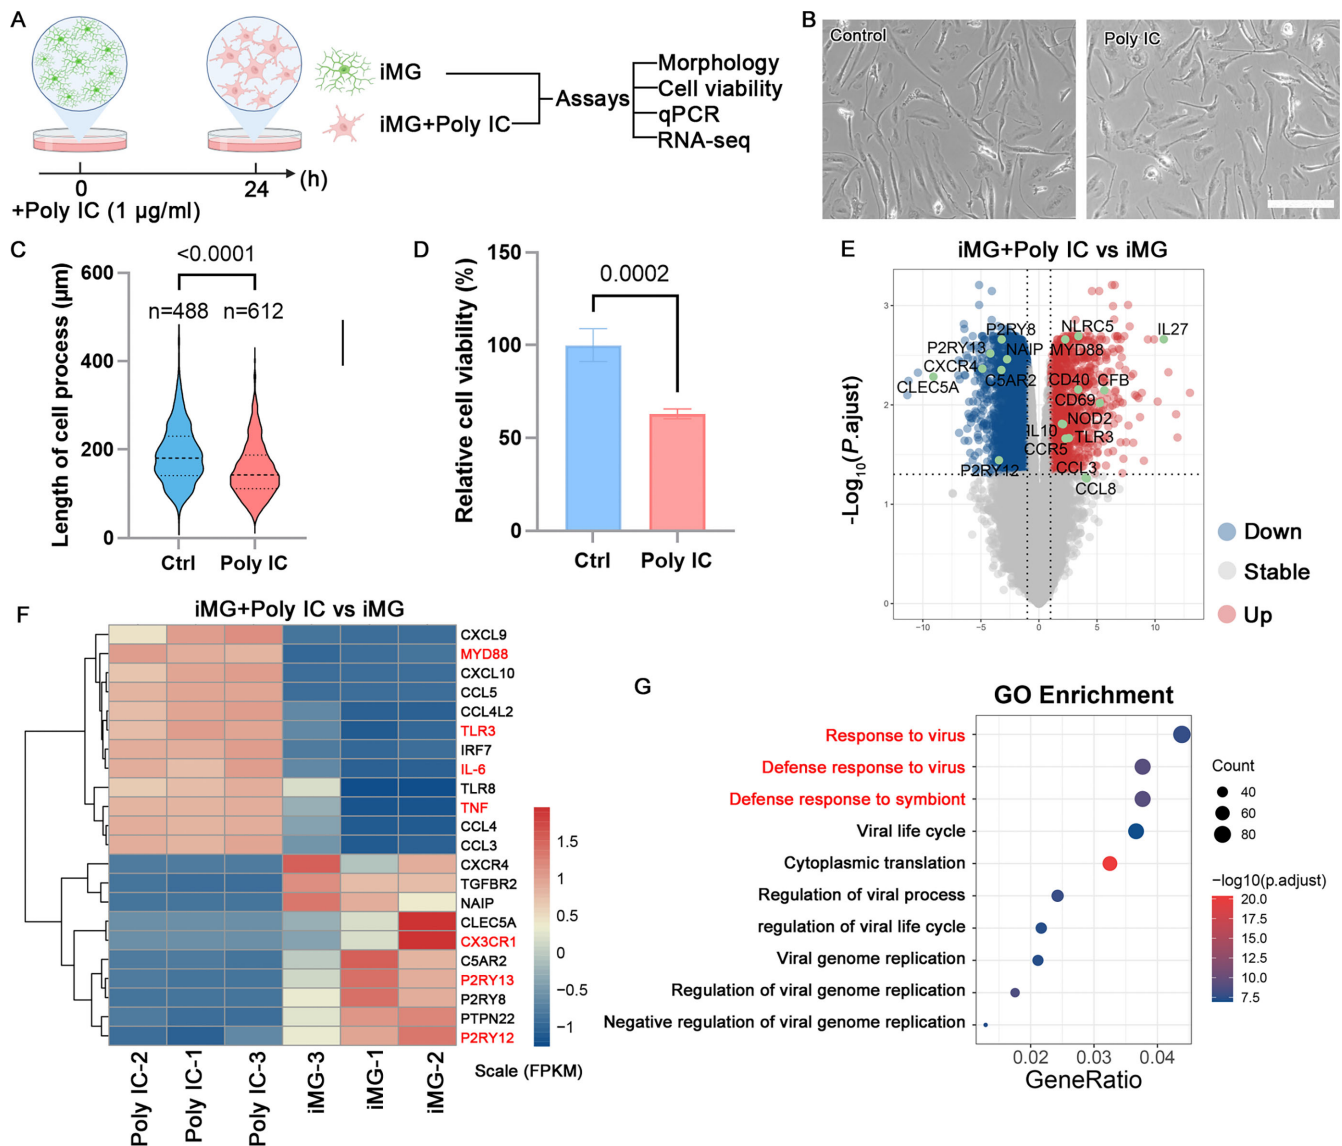 A
iMG
iMG+Poly IC
Assays
Morphology
Cell viability
qPCR
RNA-seq
0
24
(h)
+Poly IC (1 μg/ml)
B
Control
Poly IC
C
<0.0001
n=488
n=612
Length of cell process (μm)
600
400
200
0
Ctrl
Poly IC
D
0.0002
Relative cell viability (%)
150
100
50
0
Ctrl
Poly IC
E
iMG+Poly IC vs iMG
-Log10(P.ajust)
3
2
1
0
−10
−5
0
5
10
P2RY8
NLRC5
IL27
P2RY13
NAIP
MYD88
CXCR4
C5AR2
CD40
CFB
CLEC5A
CD69
NOD2
IL10
TLR3
CCR5
P2RY12
CCL3
CCL8
Down
Stable
Up
F
iMG+Poly IC vs iMG
CXCL9
MYD88
CXCL10
CCL5
CCL4L2
TLR3
IRF7
IL-6
TLR8
TNF
CCL4
CCL3
CXCR4
TGFBR2
NAIP
CLEC5A
CX3CR1
C5AR2
P2RY13
P2RY8
PTPN22
P2RY12
Poly IC-2
Poly IC-1
Poly IC-3
iMG-3
iMG-1
iMG-2
1.5
1
0.5
0
−0.5
−1
Scale (FPKM)
G
GO Enrichment
Response to virus
Defense response to virus
Defense response to symbiont
Viral life cycle
Cytoplasmic translation
Regulation of viral process
regulation of viral life cycle
Viral genome replication
Regulation of viral genome replication
Negative regulation of viral genome replication
0.02
0.03
0.04
GeneRatio
Count
40
60
80
−log10(p.adjust)
20.0
17.5
15.0
12.5
10.0
7.5